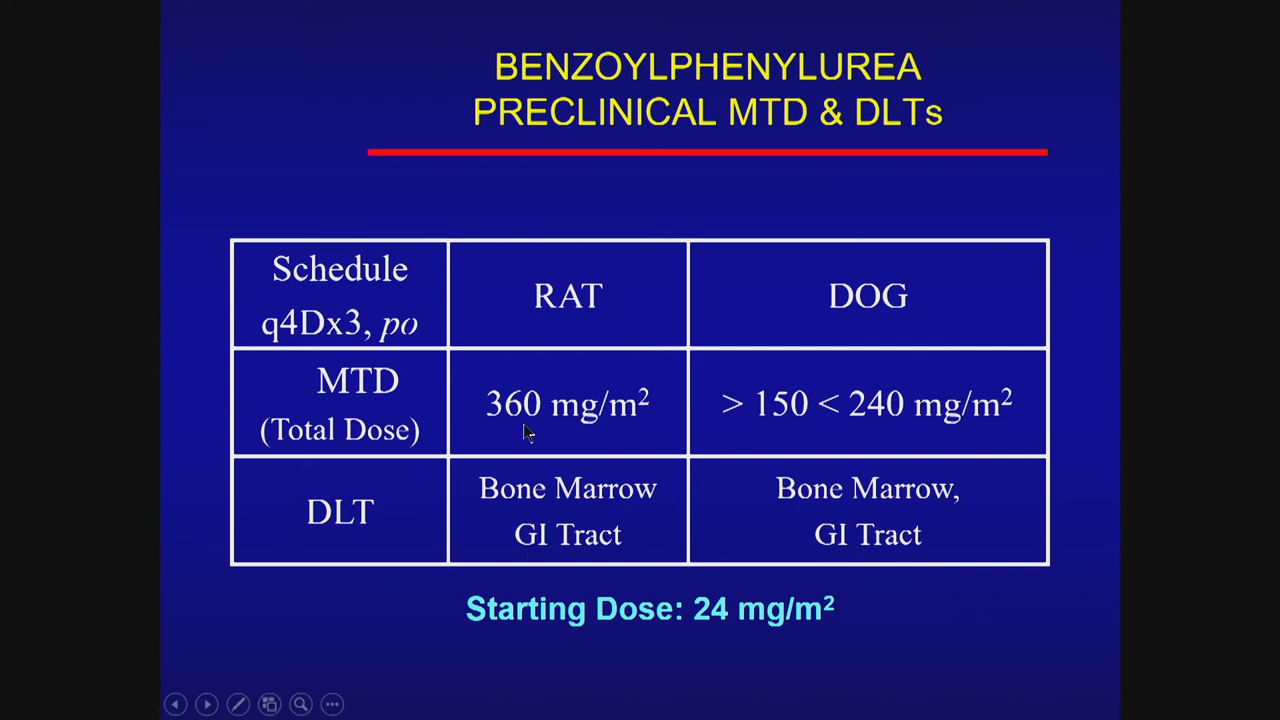 BENZOYLPHENYLUREA
PRECLINICAL MTD & DLTs
Schedule
q4Dx3, po
RAT
DOG
MTD
(Total Dose)
360 mg/m²
> 150 < 240 mg/m²
DLT
Bone Marrow
GI Tract
Bone Marrow,
GI Tract
Starting Dose: 24 mg/m²